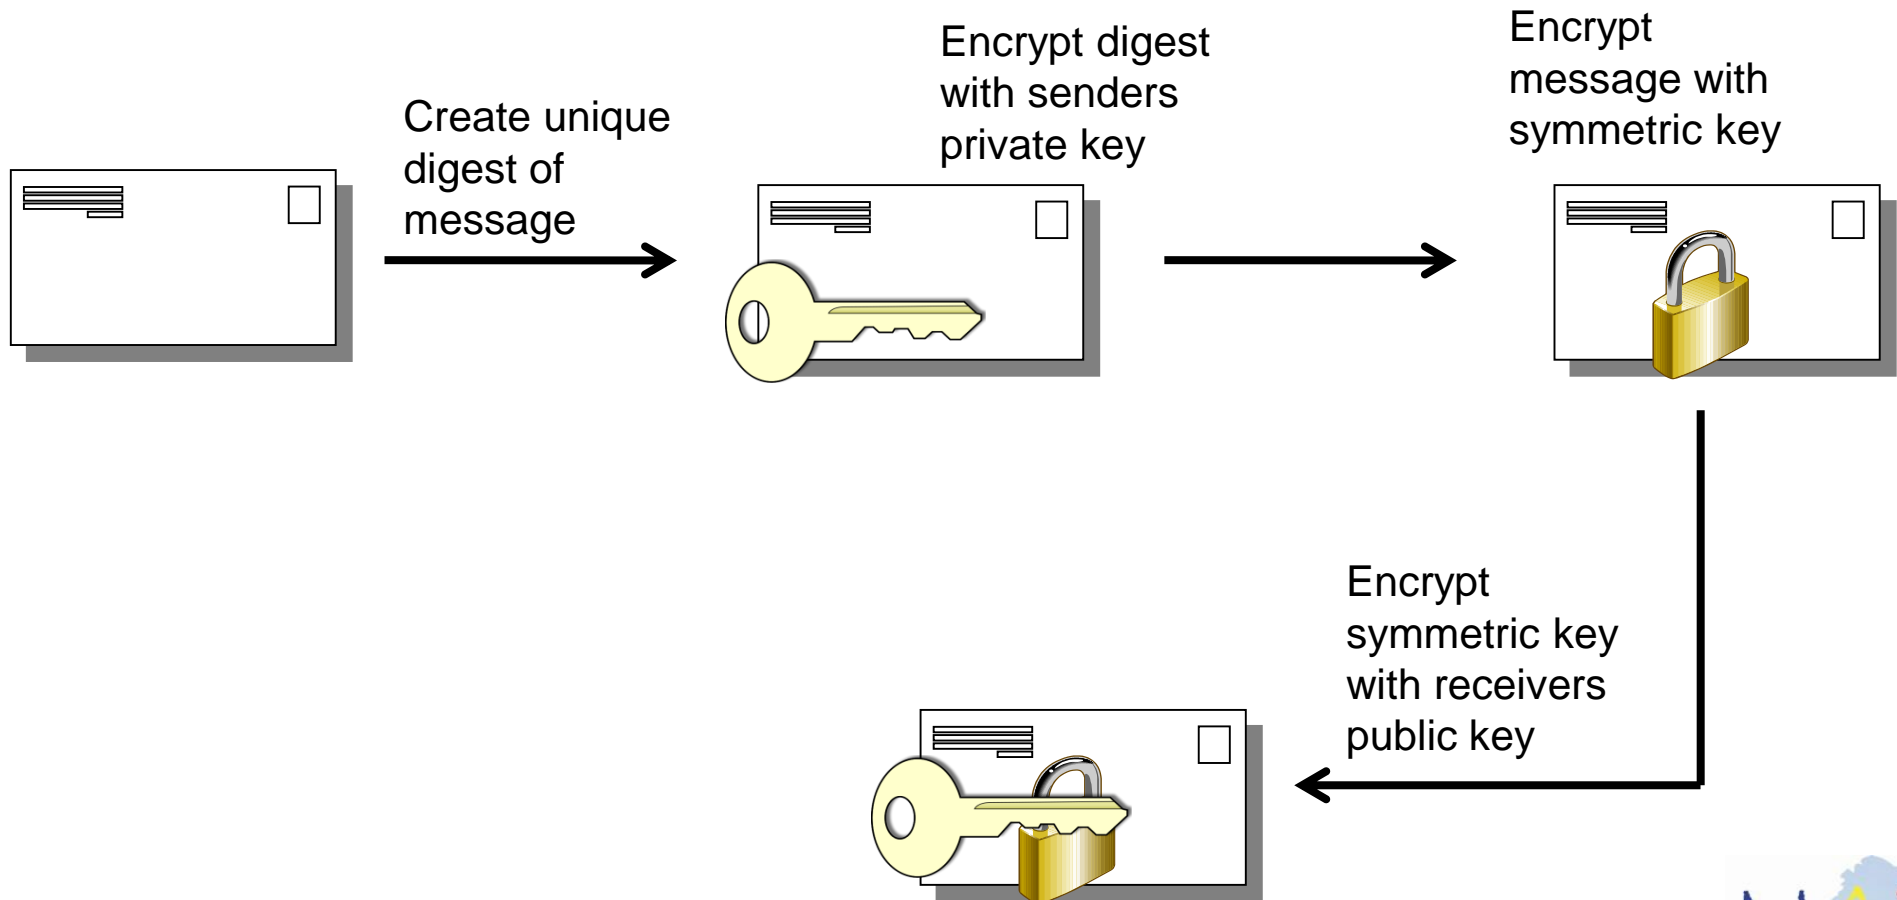 Create unique
digest of
message
Encrypt digest
with senders
private key
Encrypt
message with
symmetric key
Encrypt
symmetric key
with receivers
public key